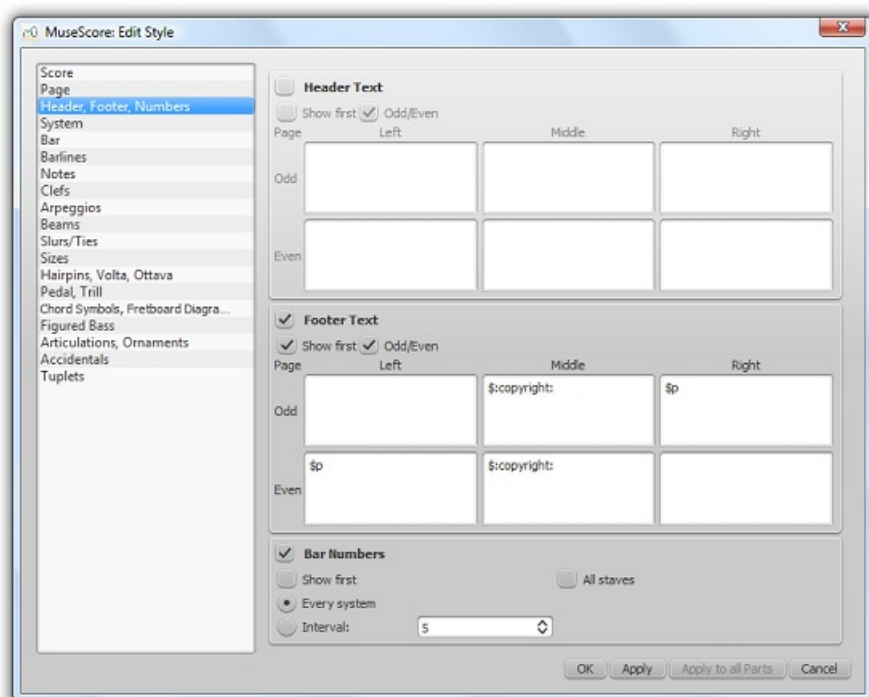 MuseScore: Edit Style
Score
Page
Header, Footer, Numbers
System
Bar
Barlines
Notes
Clefs
Arpeggios
Beams
Slurs/Ties
Sizes
Hairpins, Volta, Ottava
Pedal, Trill
Chord Symbols, Fretboard Diagra...
Figured Bass
Articulations, Ornaments
Accidentals
Tuplets
Header Text
Show first Odd/Even
Page Left Middle Right
Odd
Even
Footer Text
Show first Odd/Even
Page Left Middle Right
$:copyright: $p
Odd
$p $:copyright:
Even
Bar Numbers
Show first All staves
Every system
Interval: 5
OK Apply Apply to all Parts Cancel